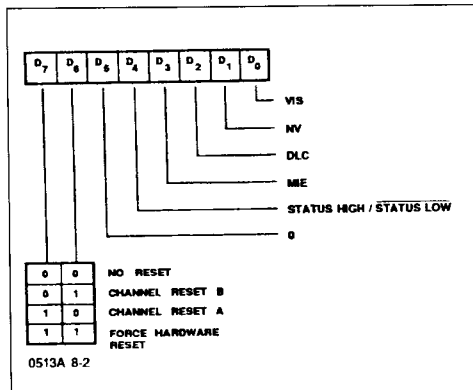 D7 D6 D5 D4 D3 D2 D1 D0
VIS
NV
DLC
MIE
STATUS HIGH / STATUS LOW
0
0 0 NO RESET
0 1 CHANNEL RESET B
1 0 CHANNEL RESET A
1 1 FORCE HARDWARE
RESET
0513A 8-2